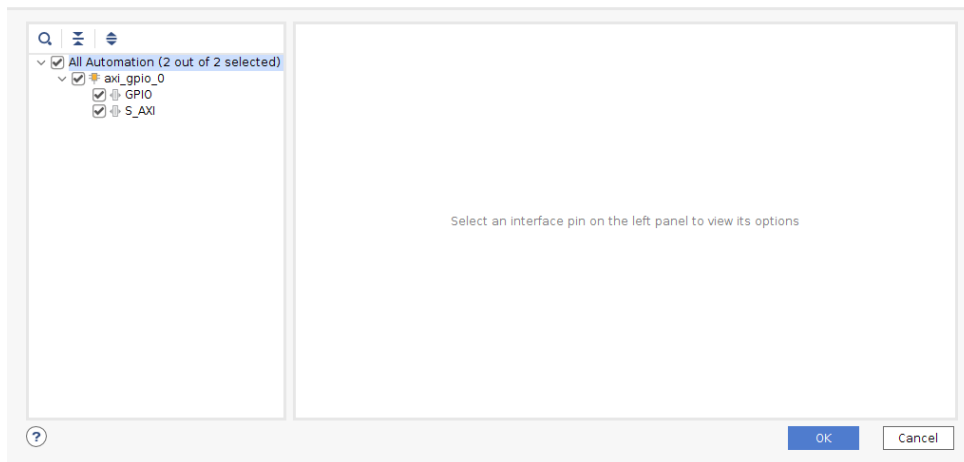 All Automation (2 out of 2 selected)
axi_gpio_0
GPIO
S_AXI
Select an interface pin on the left panel to view its options
?
OK
Cancel